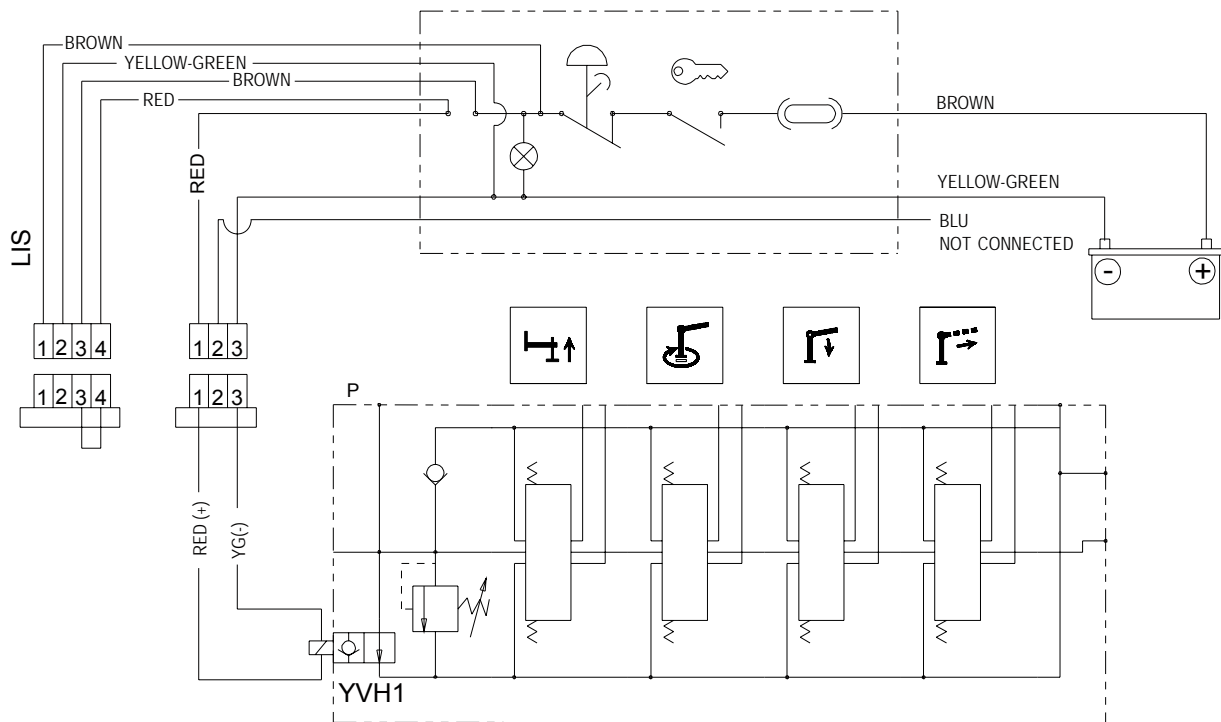 BROWN
YELLOW-GREEN
BROWN
RED
BROWN
RED
YELLOW-GREEN
BLU
NOT CONNECTED
LIS
- +
1 2 3 4
1 2 3
1 2 3 4
1 2 3
P
RED (+)
YG(-)
YVH1